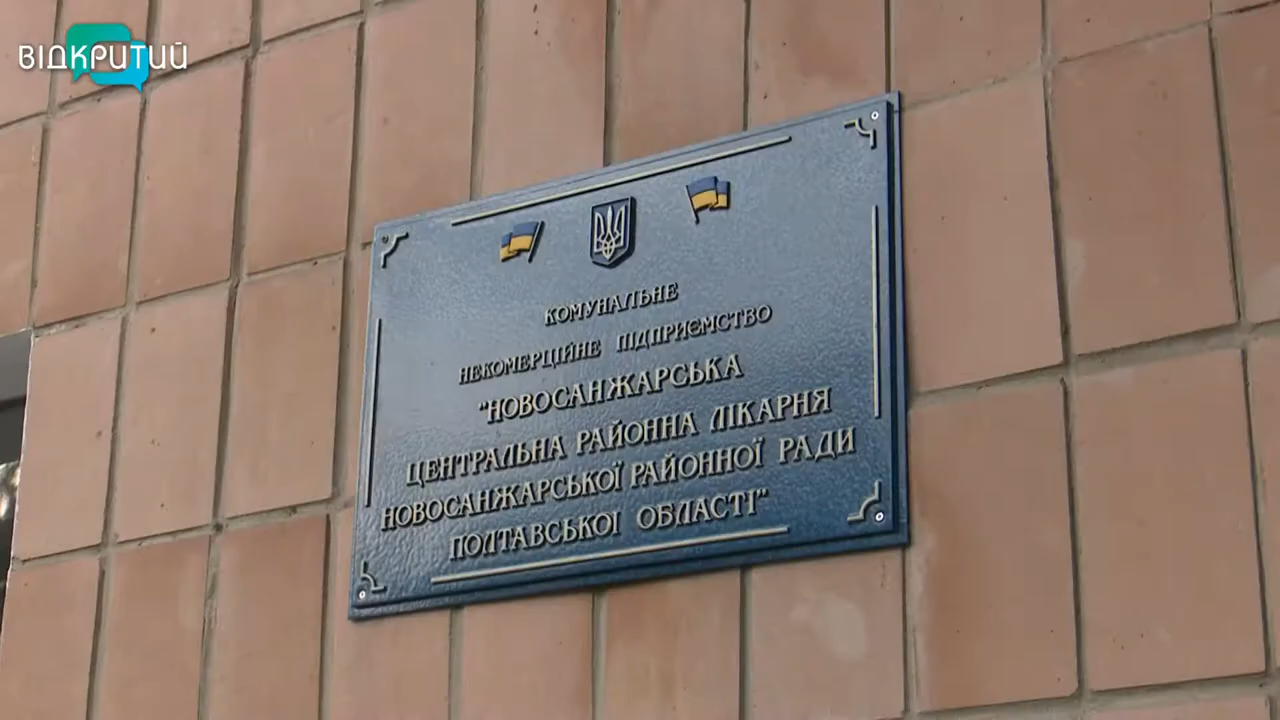 ВІДКРИТИЙ
КОМУНАЛЬНЕ
НЕКОМЕРЦІЙНЕ ПІДПРИЄМСТВО
"НОВОСАНЖАРСЬКА
ЦЕНТРАЛЬНА РАЙОННА ЛІКАРНЯ
НОВОСАНЖАРСЬКОЇ РАЙОННОЇ РАДИ
ПОЛТАВСЬКОЇ ОБЛАСТІ"